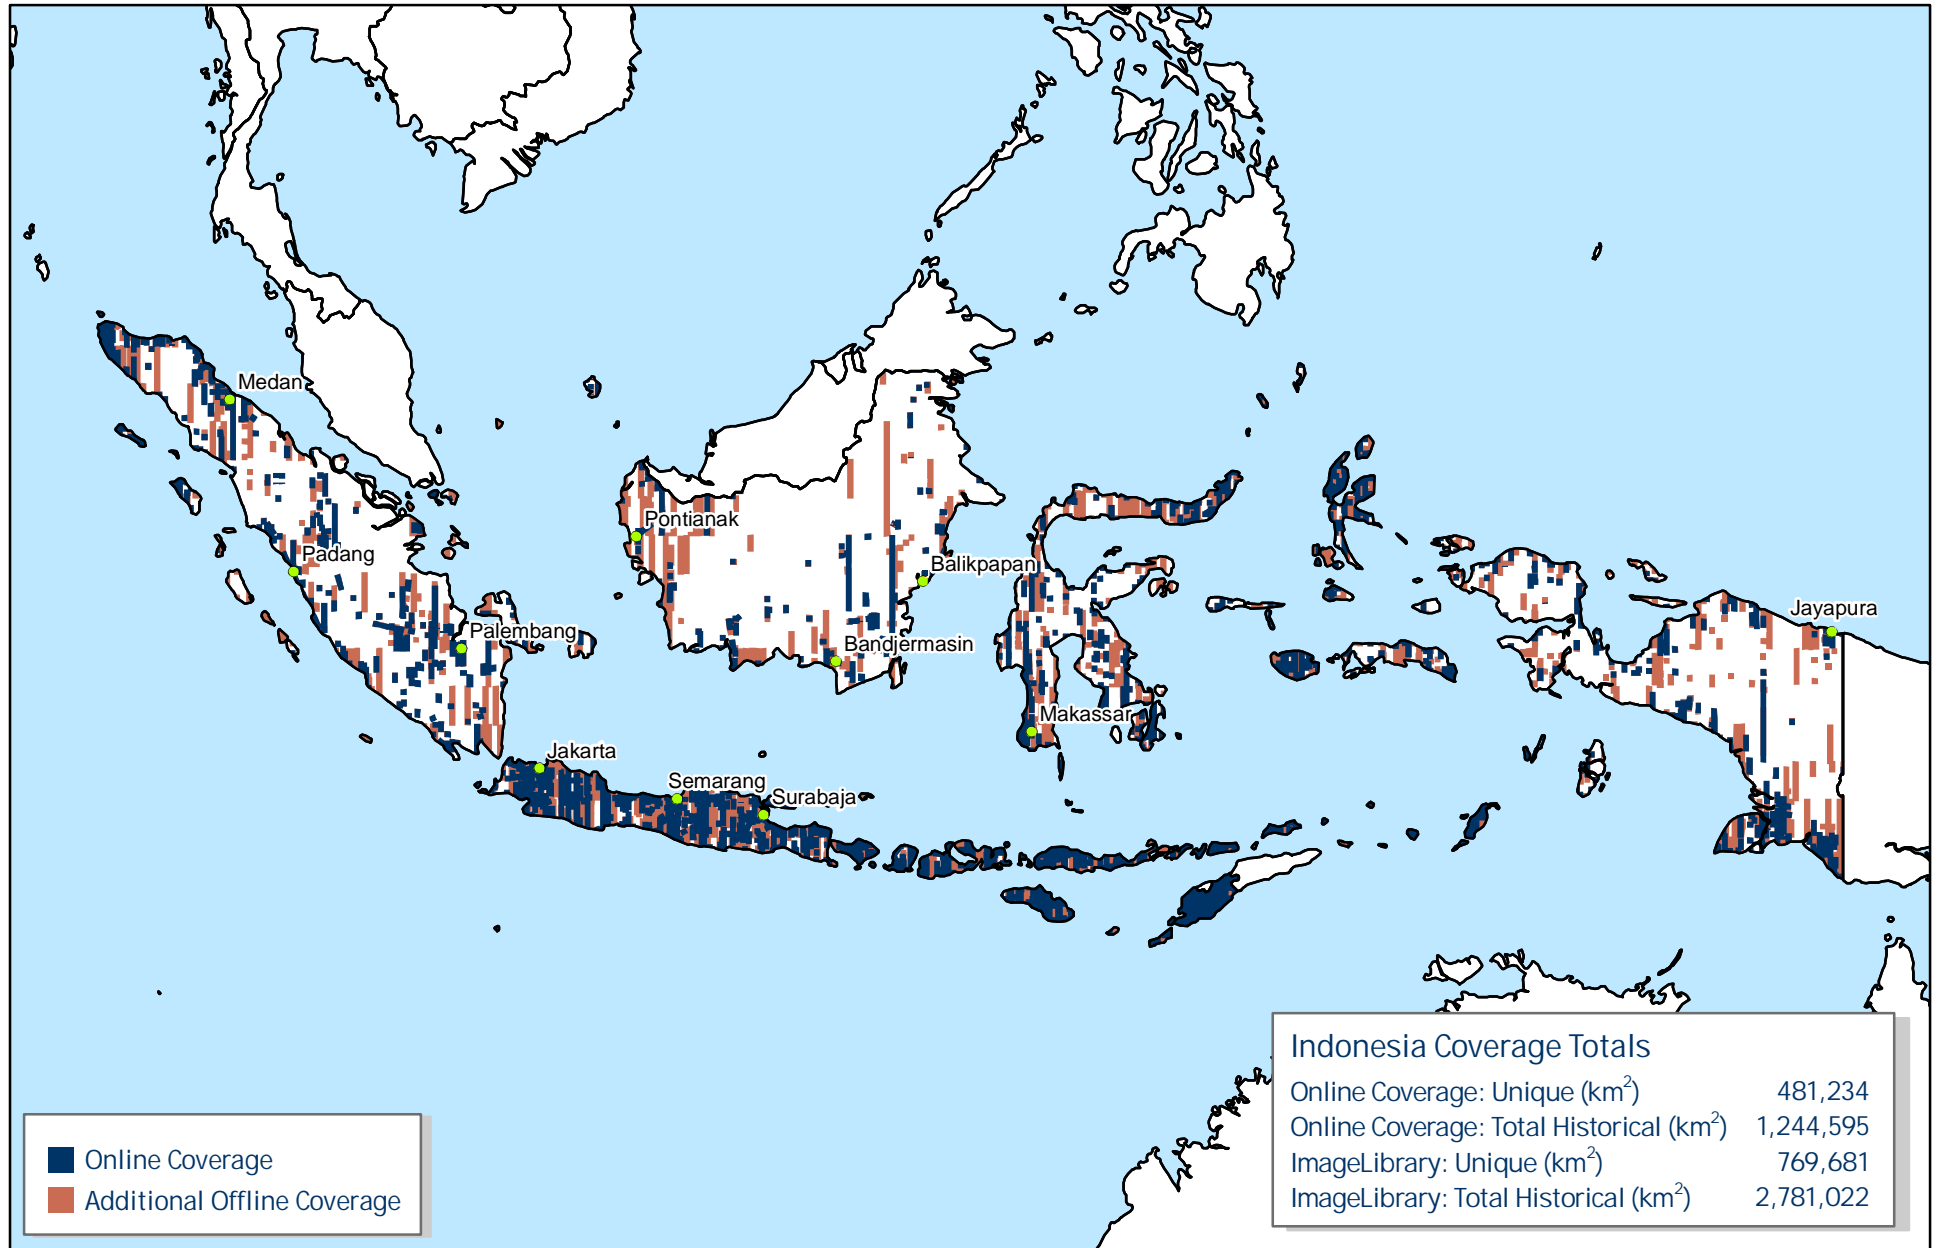 Medan
Pontianak
Padang
Balikpapan
Jayapura
Palembang
Bandjermasin
Makassar
Jakarta
Semarang
Surabaja
Indonesia Coverage Totals
Online Coverage: Unique (km²) 481,234
Online Coverage: Total Historical (km²) 1,244,595
ImageLibrary: Unique (km²) 769,681
ImageLibrary: Total Historical (km²) 2,781,022
Online Coverage
Additional Offline Coverage